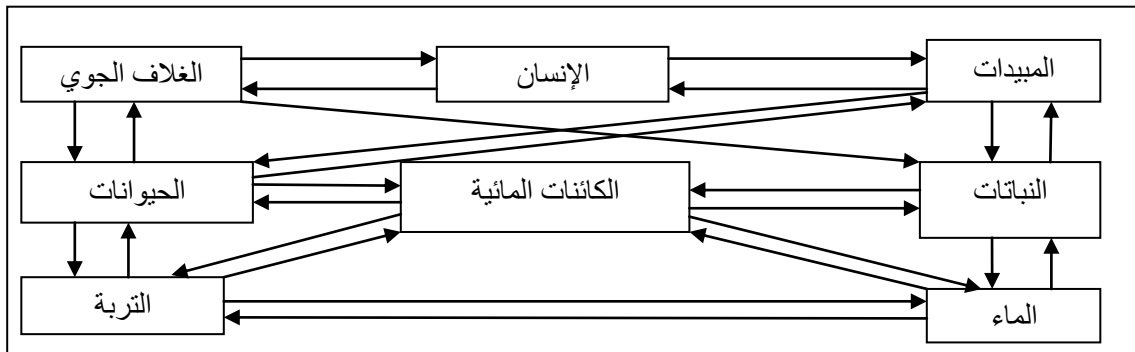 المبيدات
الإنسان
الغلاف الجوي
النباتات
الكائنات المائية
الحيوانات
الماء
التربة